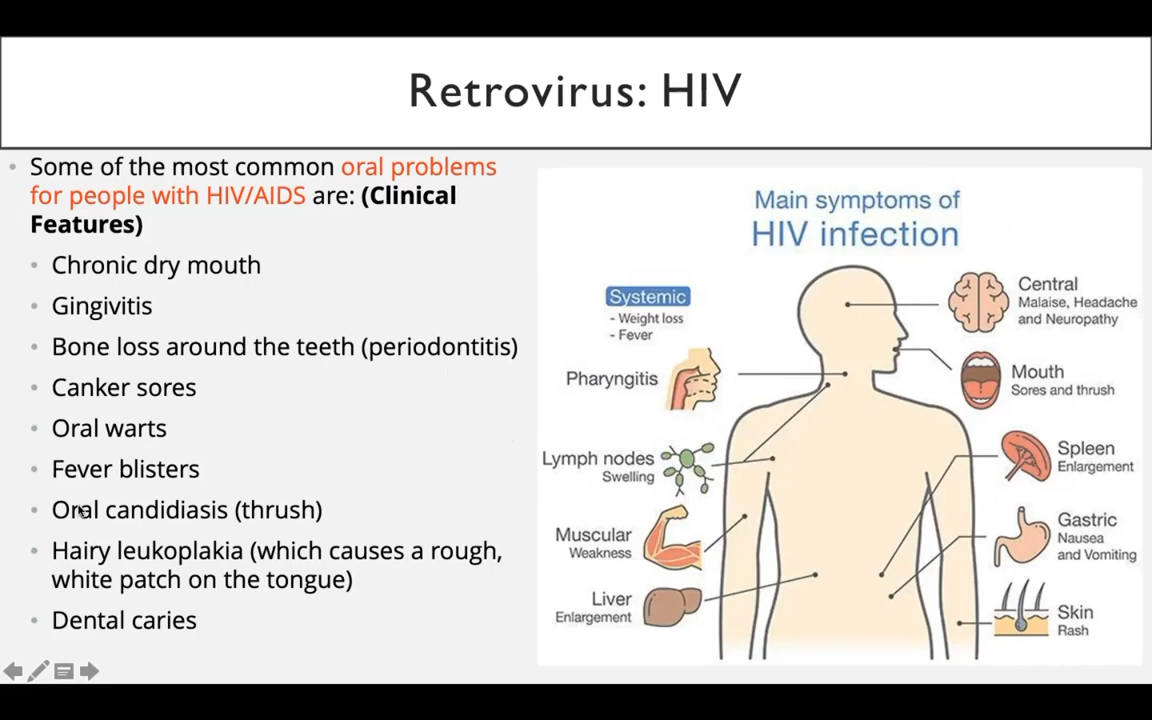 Retrovirus: HIV
Some of the most common oral problems
for people with HIV/AIDS are: (Clinical
Features)
Chronic dry mouth
Gingivitis
Bone loss around the teeth (periodontitis)
Canker sores
Oral warts
Fever blisters
Oral candidiasis (thrush)
Hairy leukoplakia (which causes a rough,
white patch on the tongue)
Dental caries
Main symptoms of
HIV infection
Systemic
- Weight loss
- Fever
Pharyngitis
Lymph nodes
Swelling
Muscular
Weakness
Liver
Enlargement
Central
Malaise, Headache
and Neuropathy
Mouth
Sores and thrush
Spleen
Enlargement
Gastric
Nausea
and Vomiting
Skin
Rash